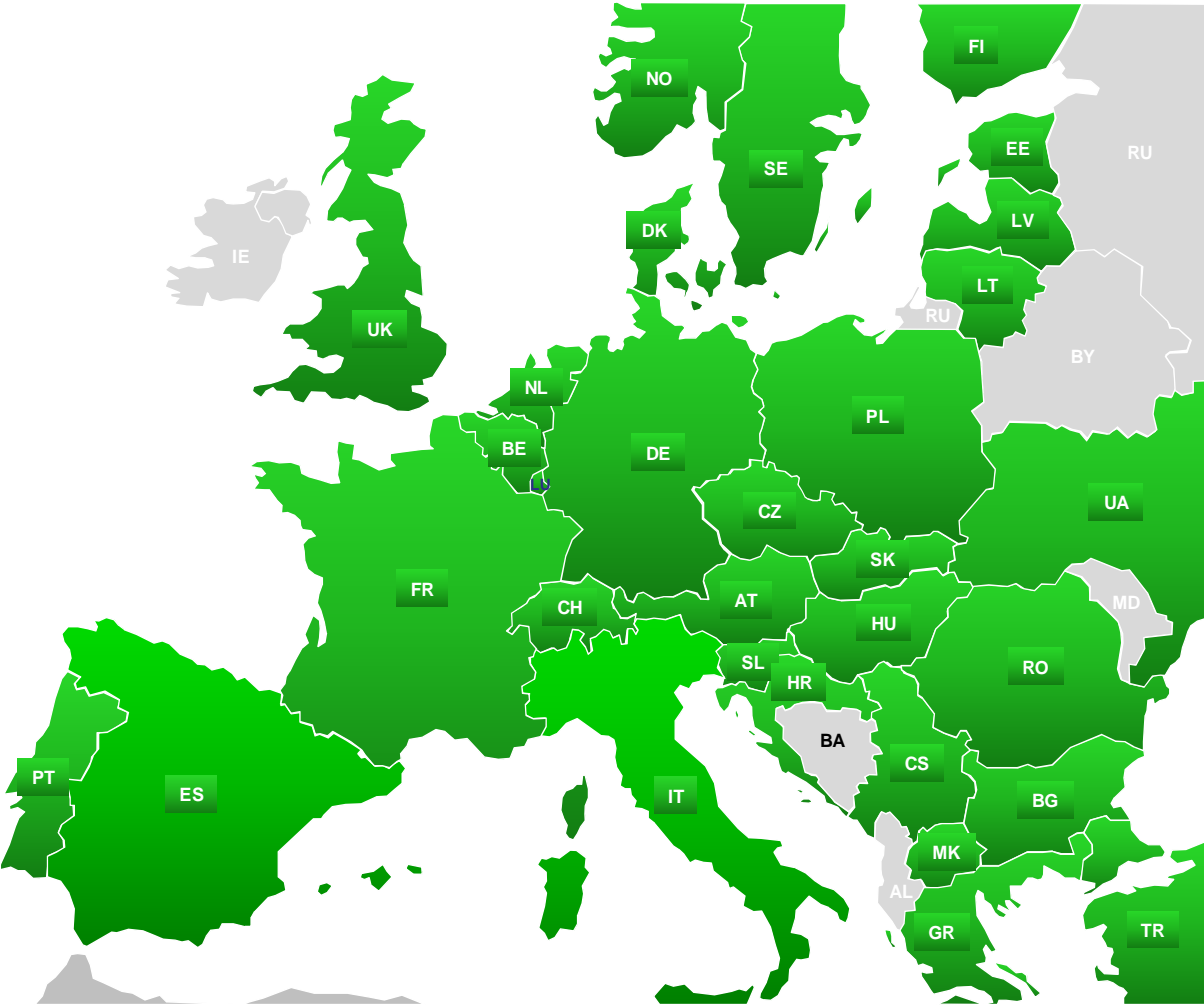 FI
NO
EE
RU
SE
LV
DK
IE
LT
RU
UK
BY
NL
PL
BE
DE
LU
UA
CZ
SK
FR
AT
MD
CH
HU
SL
RO
HR
BA
CS
PT
ES
IT
BG
MK
AL
GR
TR